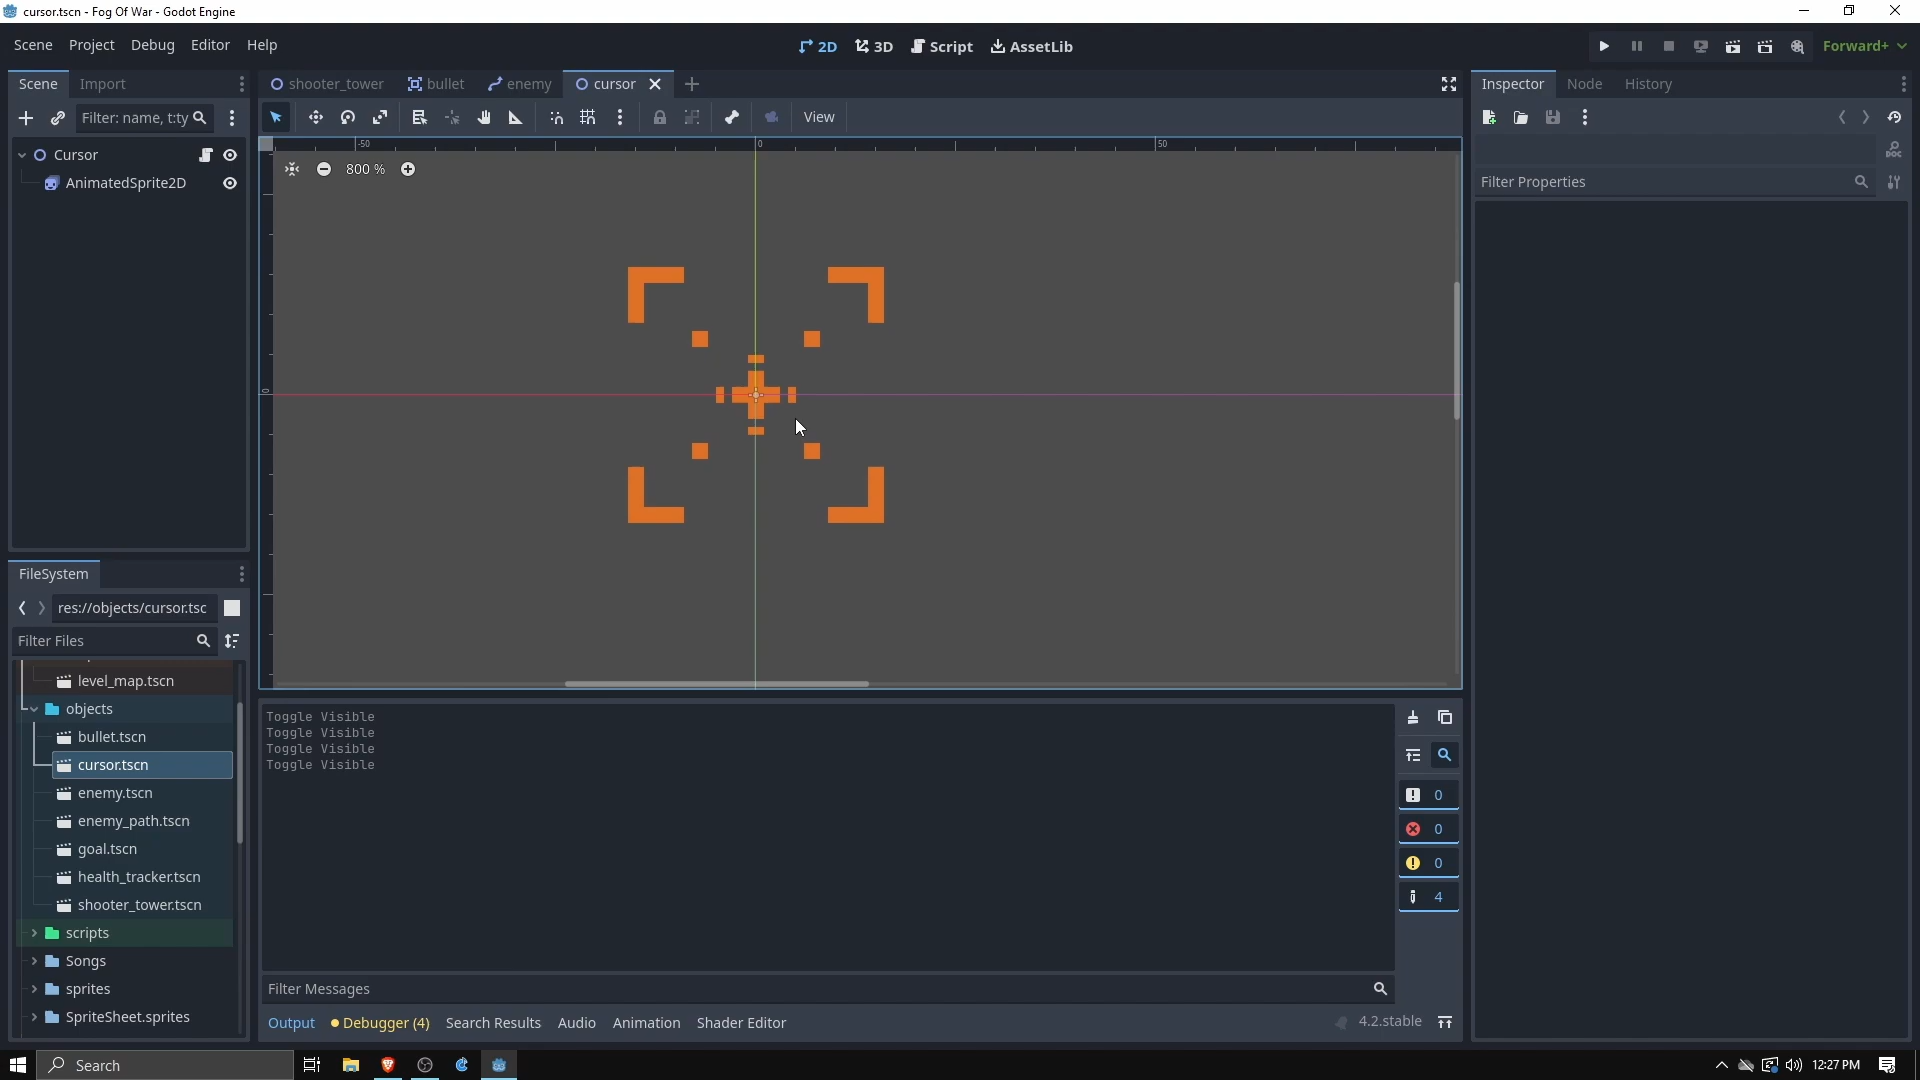 cursor.tscn - Fog Of War - Godot Engine
Scene Project Debug Editor Help
2D 3D Script AssetLib
Forward+
Scene Import
shooter_tower bullet enemy cursor
Inspector Node History
Filter: name, t:ty
View
-50 0 50
Cursor
800 %
DOC
AnimatedSprite2D
Filter Properties
0
FileSystem
res://objects/cursor.tsc
Filter Files
level_map.tscn
objects
bullet.tscn
cursor.tscn
enemy.tscn
enemy_path.tscn
goal.tscn
health_tracker.tscn
shooter_tower.tscn
scripts
Songs
sprites
SpriteSheet.sprites
Toggle Visible
Toggle Visible
Toggle Visible
Toggle Visible
0
0
0
4
Filter Messages
Output Debugger (4) Search Results Audio Animation Shader Editor
4.2.stable
Search
12:27 PM